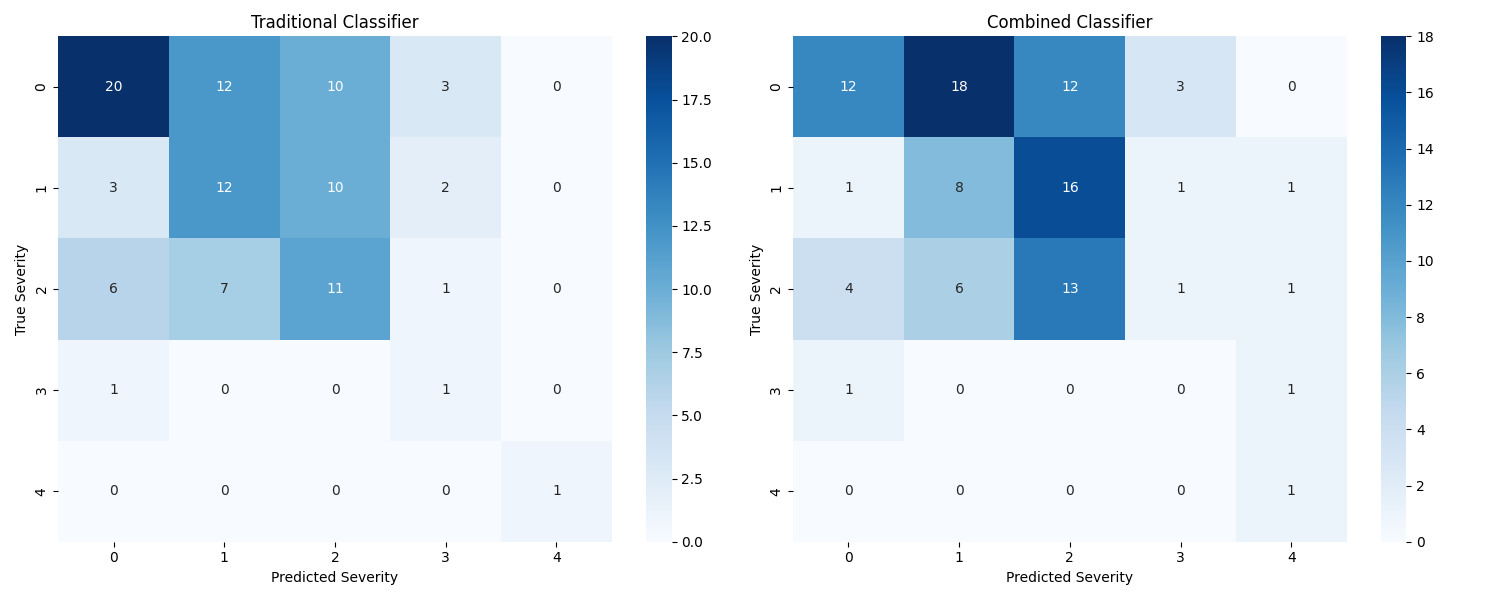 Traditional Classifier
True Severity
0 20 12 10 3 0
1 3 12 10 2 0
2 6 7 11 1 0
3 1 0 0 1 0
4 0 0 0 0 1
0 1 2 3 4
Predicted Severity
20.0
17.5
15.0
12.5
10.0
7.5
5.0
2.5
0.0
Combined Classifier
True Severity
0 12 18 12 3 0
1 1 8 16 1 1
2 4 6 13 1 1
3 1 0 0 0 1
4 0 0 0 0 1
0 1 2 3 4
Predicted Severity
18
16
14
12
10
8
6
4
2
0